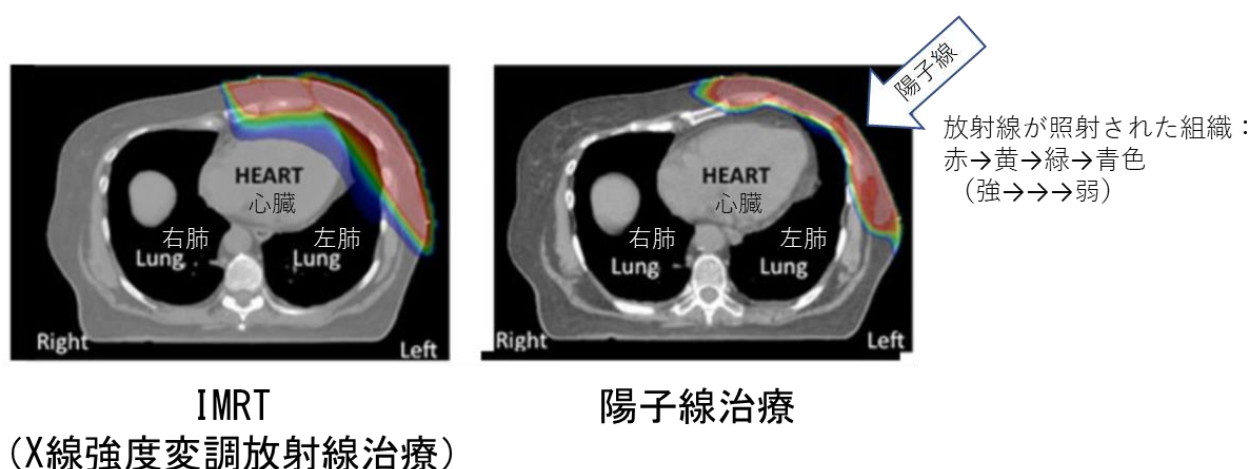 HEART
心臓
右肺
左肺
Lung
Lung
Right
Left
IMRT
(X線強度変調放射線治療)
HEART
心臓
右肺
左肺
Lung
Lung
Right
Left
陽子線治療
陽子線
放射線が照射された組織：
赤→黄→緑→青色
（強→→→弱）